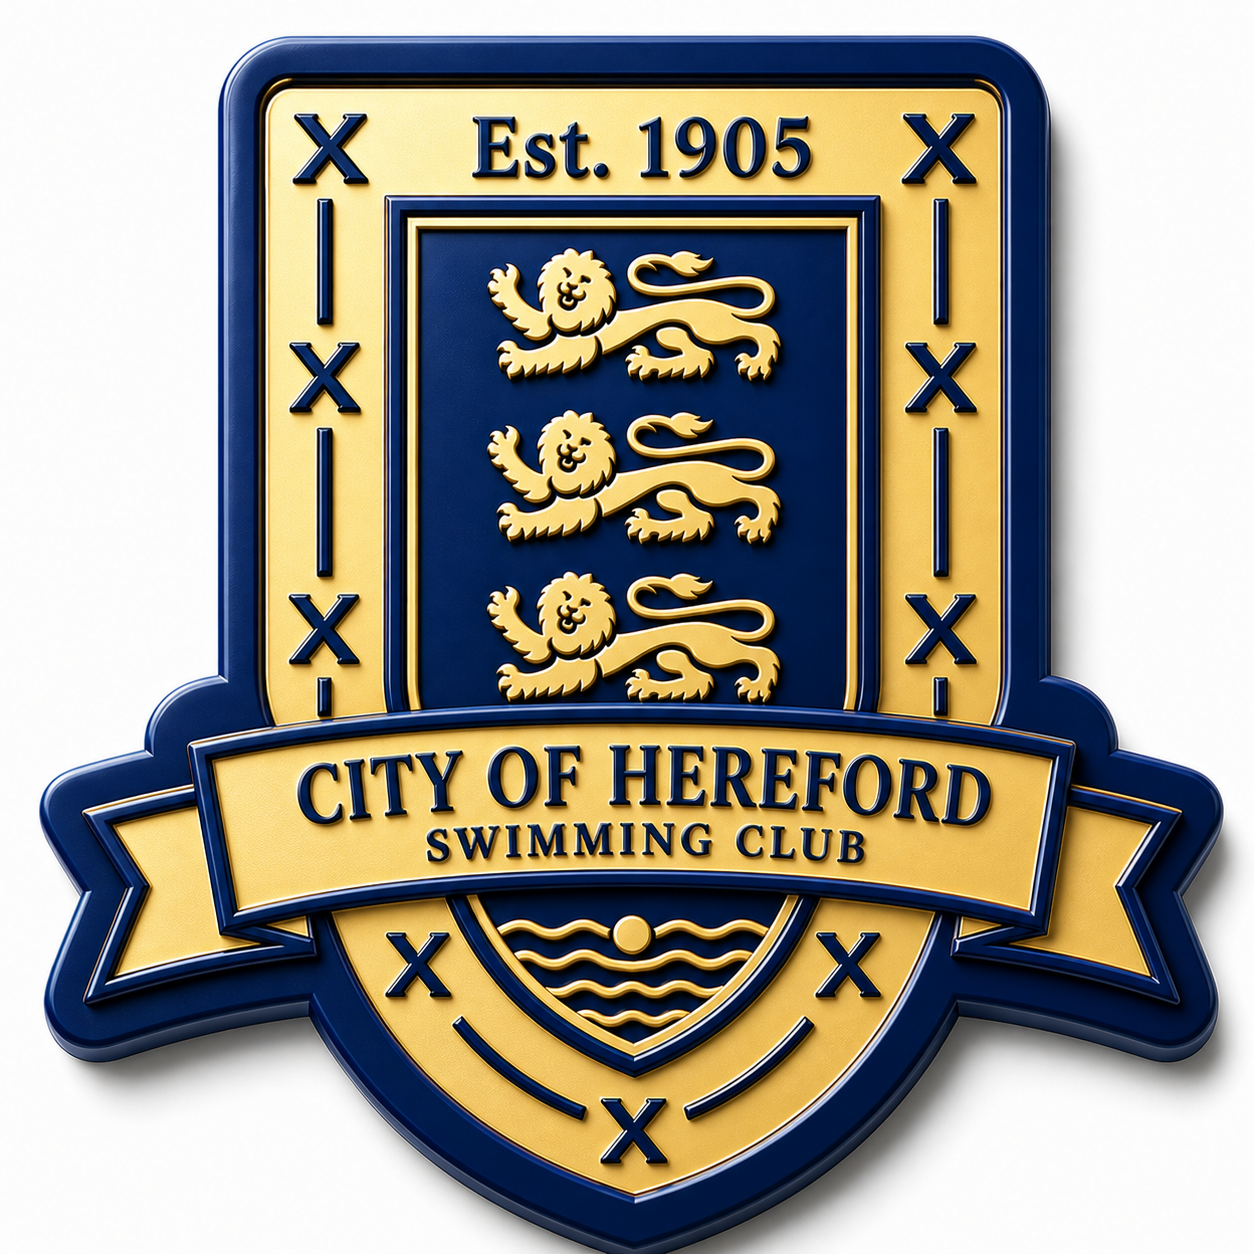 Est. 1905
X X
X X
X X
CITY OF HEREFORD
SWIMMING CLUB
X X
X